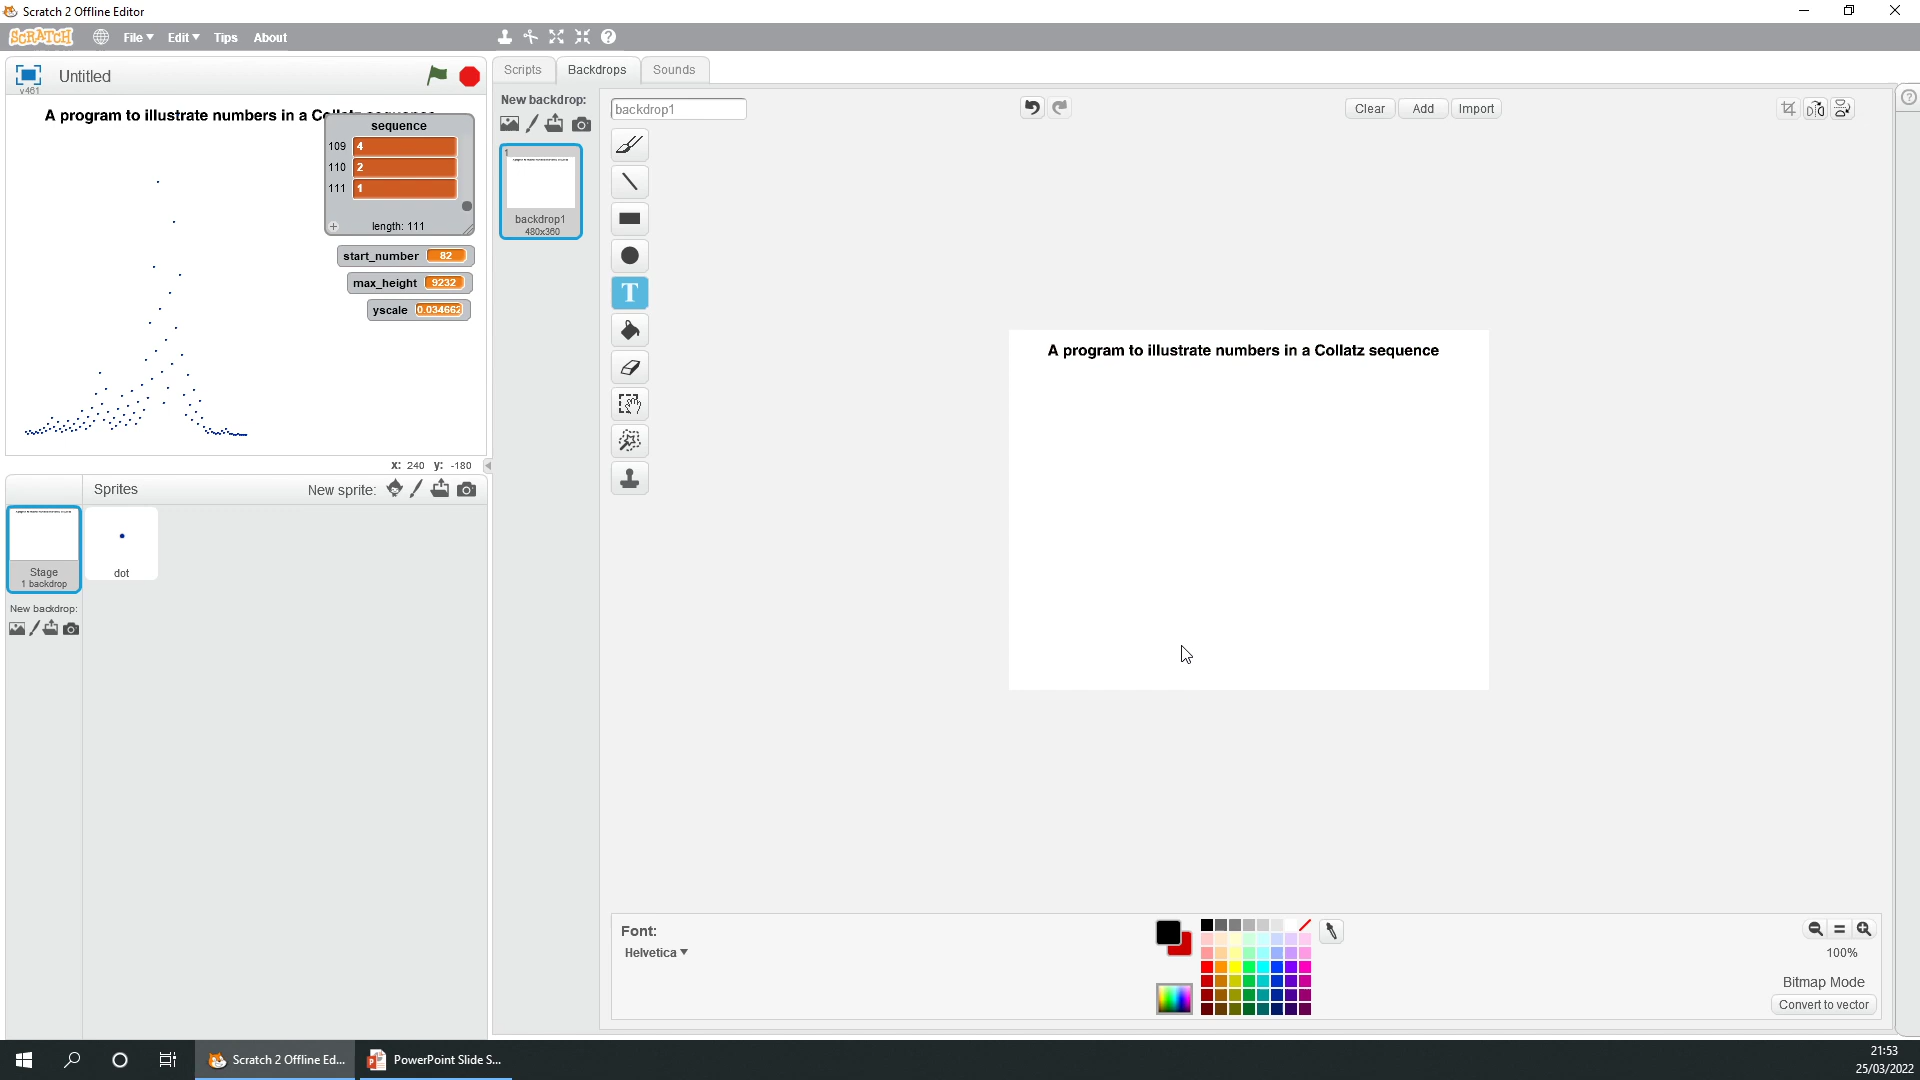 Scratch 2 Offline Editor
SCRATCH File Edit Tips About
v461 Untitled
A program to illustrate numbers in a
sequence
109 4
110 2
111 1
+ length: 111
start_number 82
max_height 9232
yscale 0.034662
x: 240 y: -180
Sprites New sprite:
Stage
1 backdrop
New backdrop:
dot
Scripts Backdrops Sounds
New backdrop:
1
backdrop1
480x360
backdrop1
Clear Add Import
T
A program to illustrate numbers in a Collatz sequence
Font:
Helvetica
100%
Bitmap Mode
Convert to vector
Scratch 2 Offline Ed...
PowerPoint Slide S...
21:53
25/03/2022